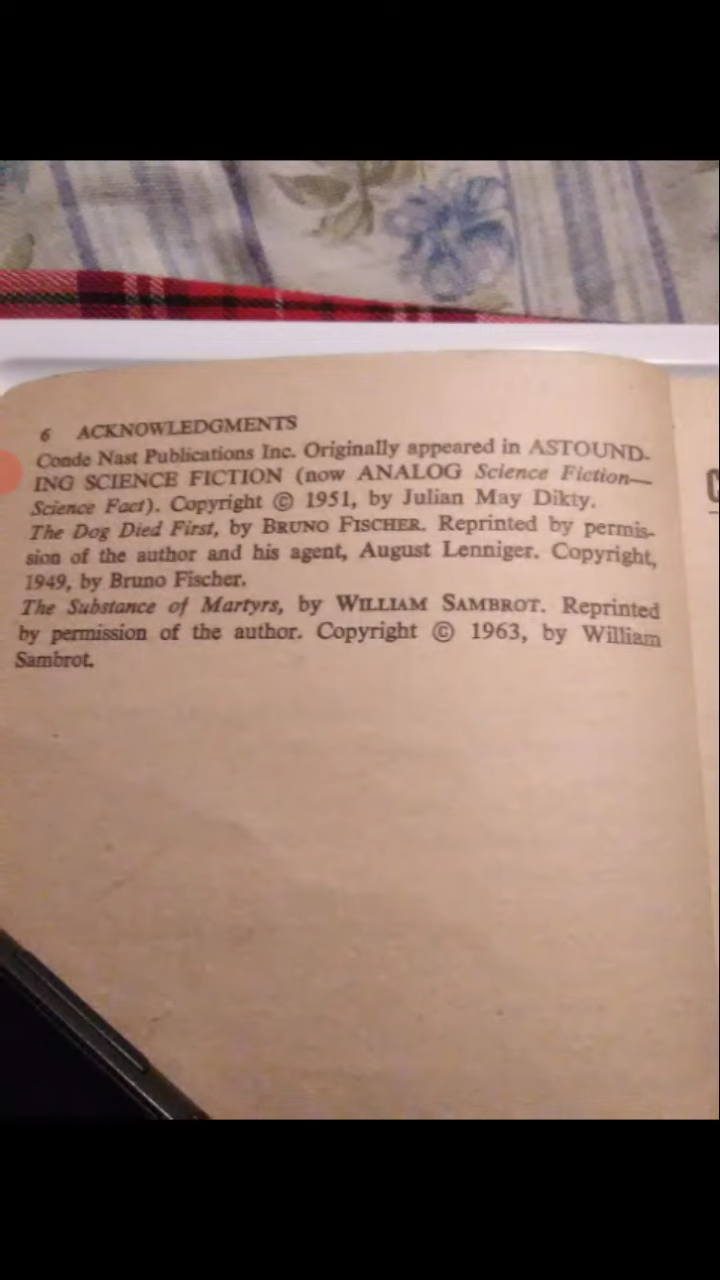 6 ACKNOWLEDGMENTS
Conde Nast Publications Inc. Originally appeared in ASTOUND-
ING SCIENCE FICTION (now ANALOG Science Fiction—
Science Fact). Copyright © 1951, by Julian May Dikty.
The Dog Died First, by BRUNO FISCHER. Reprinted by permis-
sion of the author and his agent, August Lenniger. Copyright,
1949, by Bruno Fischer.
The Substance of Martyrs, by WILLIAM SAMBROT. Reprinted
by permission of the author. Copyright © 1963, by William
Sambrot.